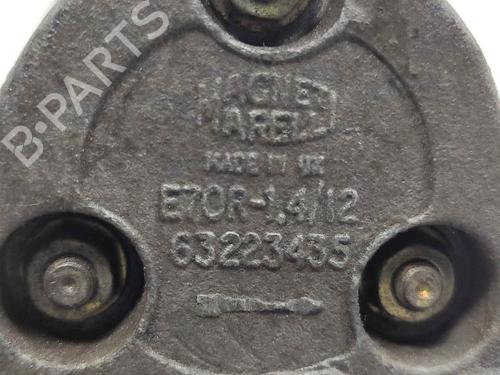 B-PARTS
MAGNETI
MARELLI
MADE IN UK
E70R-1,4/12
63223435